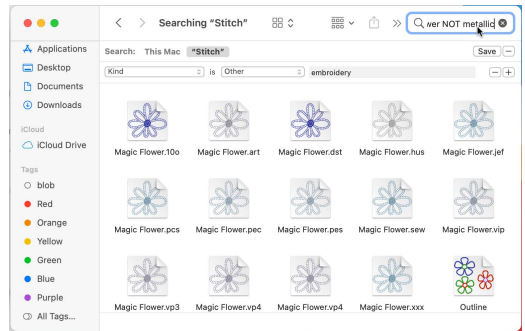 Searching “Stitch”
wer NOT metallic
Applications
Desktop
Documents
Downloads
iCloud
iCloud Drive
Tags
blob
Red
Orange
Yellow
Green
Blue
Purple
All Tags...
Search: This Mac “Stitch” Save
Kind is Other embroidery
Magic Flower.10o Magic Flower.art Magic Flower.dst Magic Flower.hus Magic Flower.jef
Magic Flower.pcs Magic Flower.pec Magic Flower.pes Magic Flower.sew Magic Flower.vip
Magic Flower.vp3 Magic Flower.vp4 Magic Flower.vp4 Magic Flower.xxx Outline